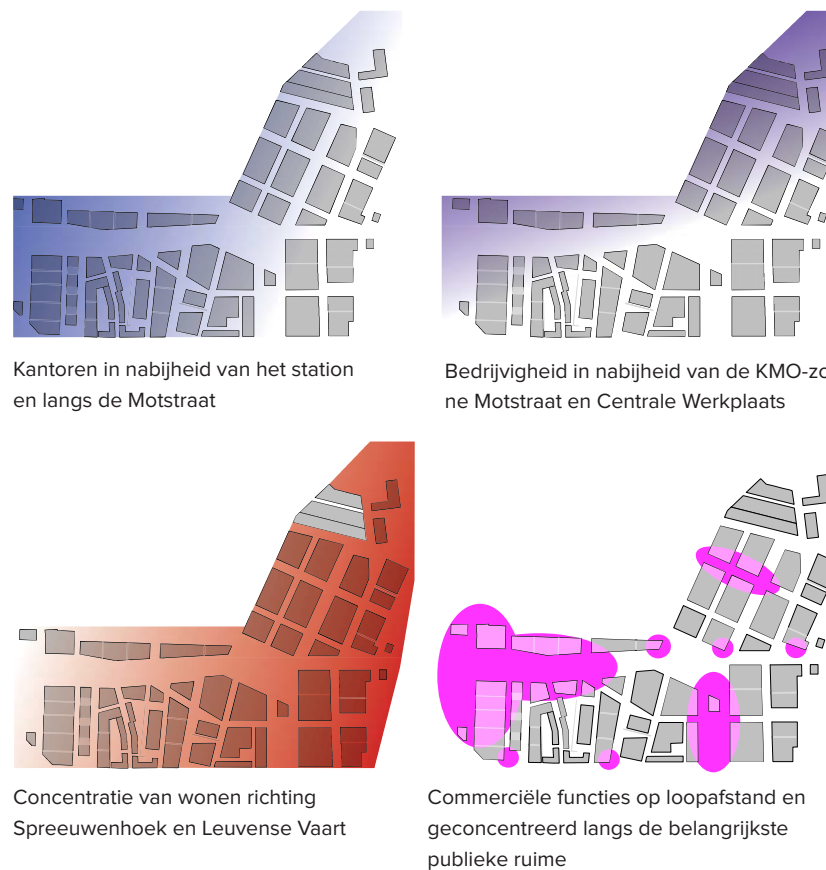 Kantoren in nabijheid van het station
en langs de Motstraat
Bedrijvigheid in nabijheid van de KMO-zo
ne Motstraat en Centrale Werkplaats
Concentratie van wonen richting
Spreeuwenhoek en Leuvense Vaart
Commerciële functies op loopafstand en
geconcentreerd langs de belangrijkste
publieke ruime